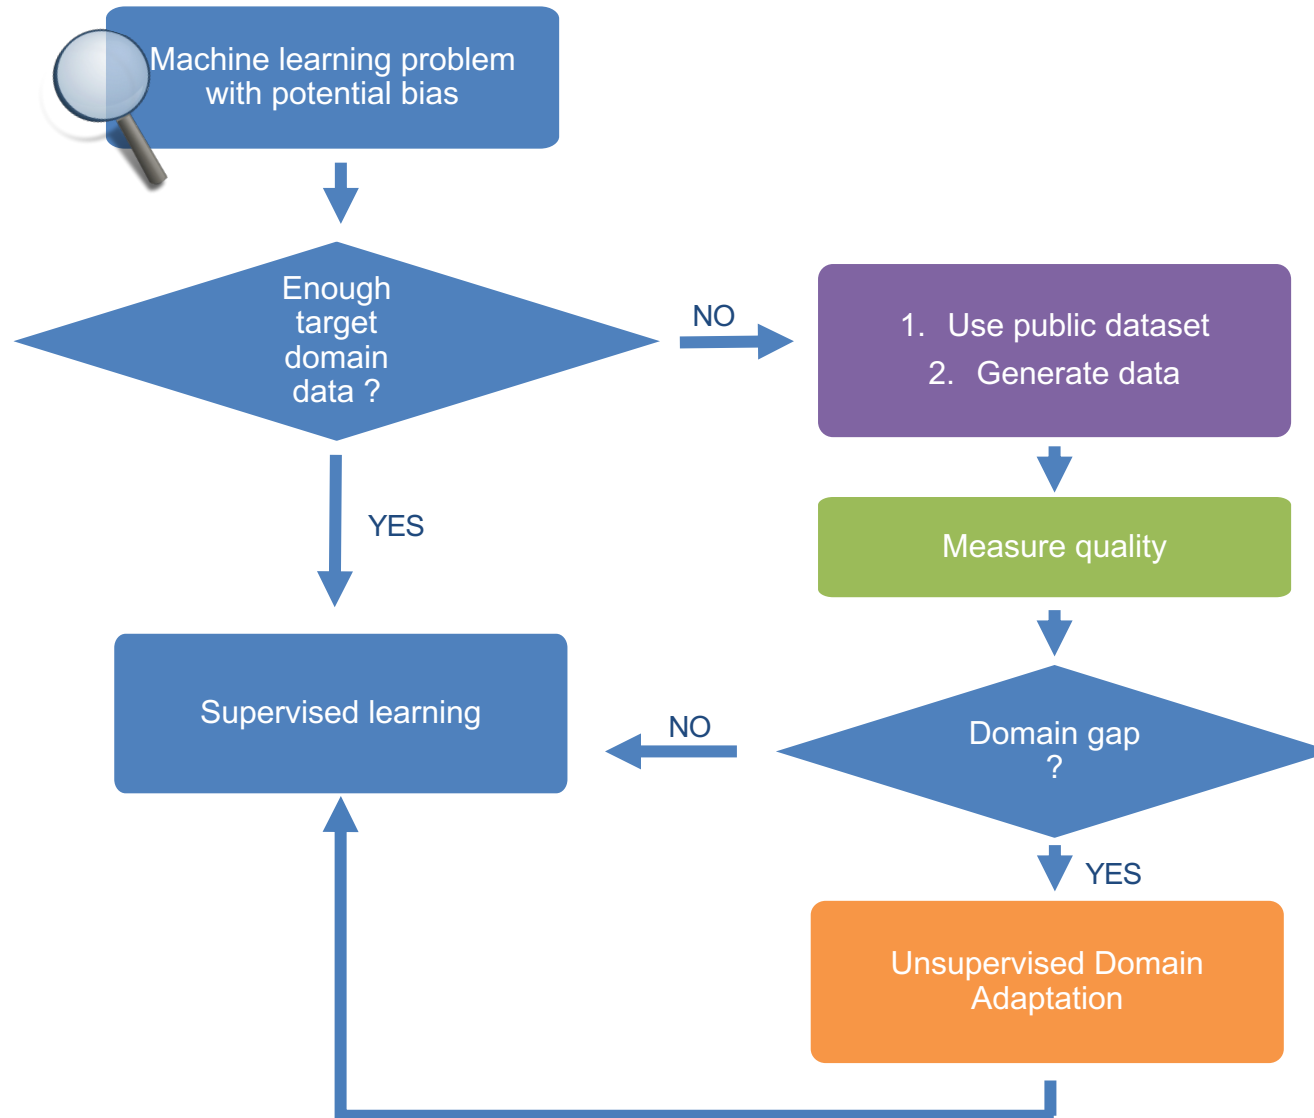 Machine learning problem
with potential bias
Enough
target
domain
data ?
NO
1. Use public dataset
2. Generate data
YES
Measure quality
Supervised learning
NO
Domain gap
?
YES
Unsupervised Domain
Adaptation